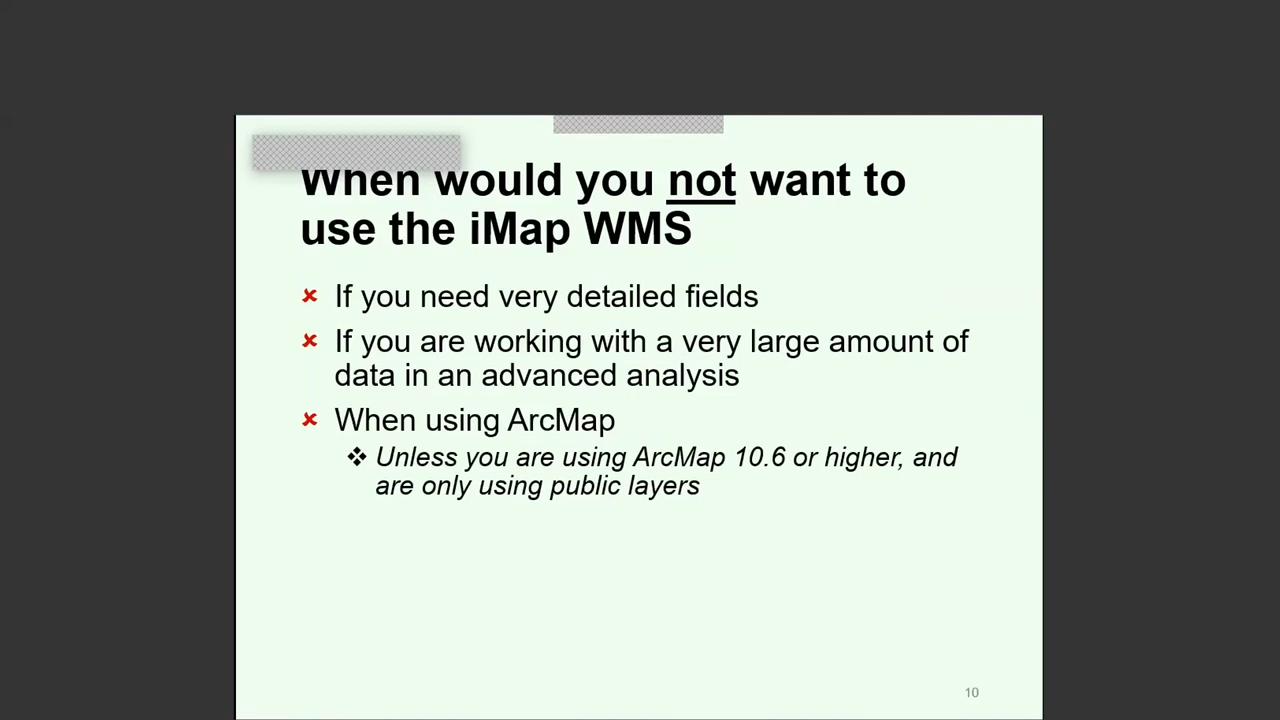 When would you not want to
use the iMap WMS
If you need very detailed fields
If you are working with a very large amount of
data in an advanced analysis
When using ArcMap
Unless you are using ArcMap 10.6 or higher, and
are only using public layers
10